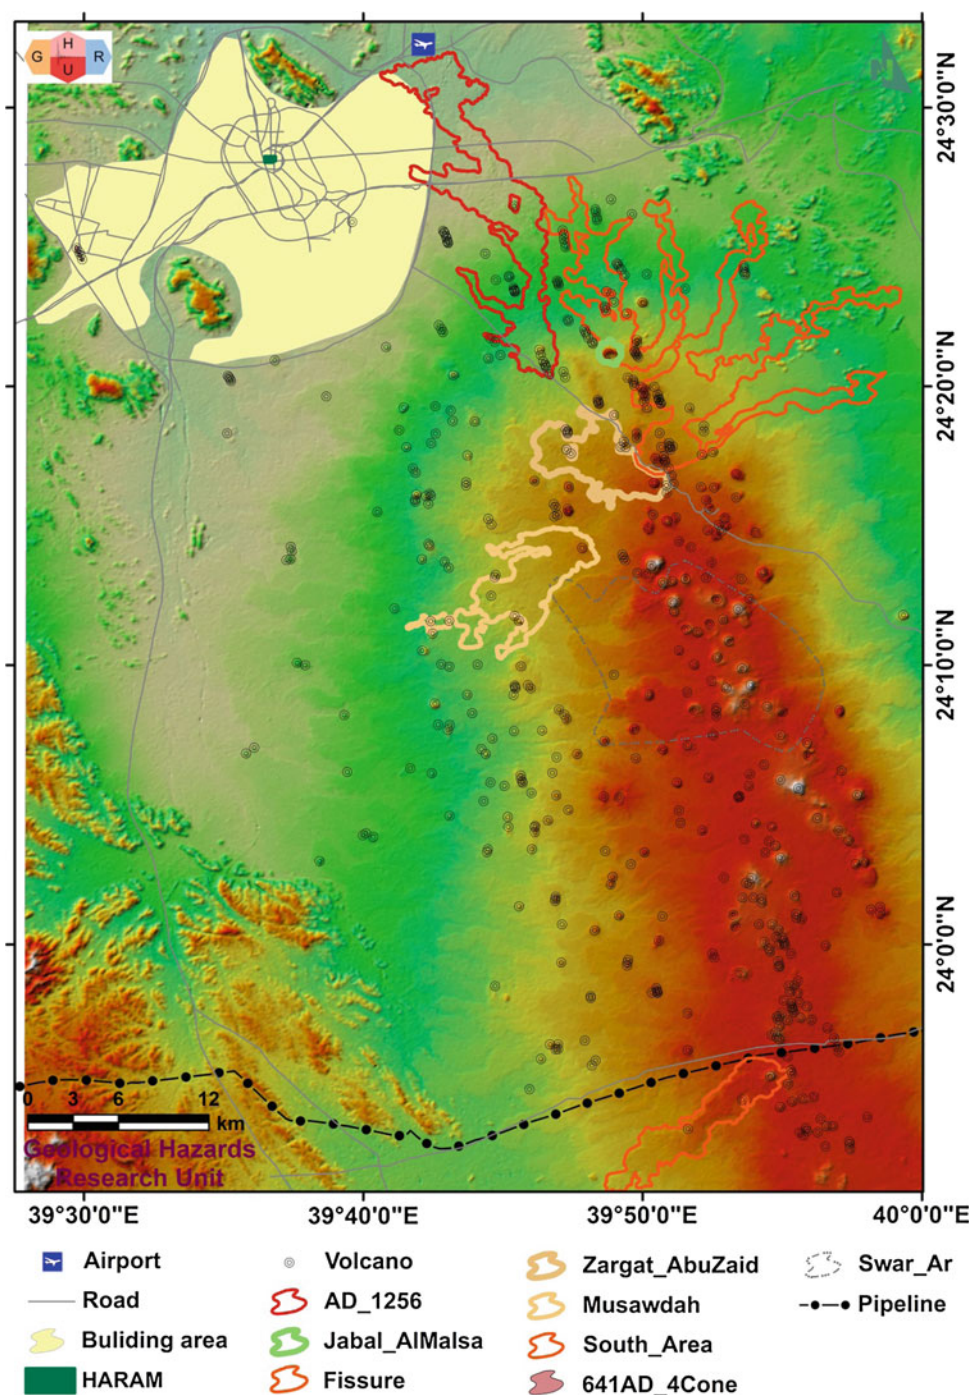 H
G R
U
24°30'0"N
24°20'0"N
24°10'0"N
24°0'0"N
0 3 6 12
km
Geological Hazards
Research Unit
39°30'0"E 39°40'0"E 39°50'0"E 40°0'0"E
Airport Volcano Zargat_AbuZaid Swar_Ar
Road AD_1256 Musawdah Pipeline
Buliding area Jabal_AlMalsa South_Area
HARAM Fissure 641AD_4Cone